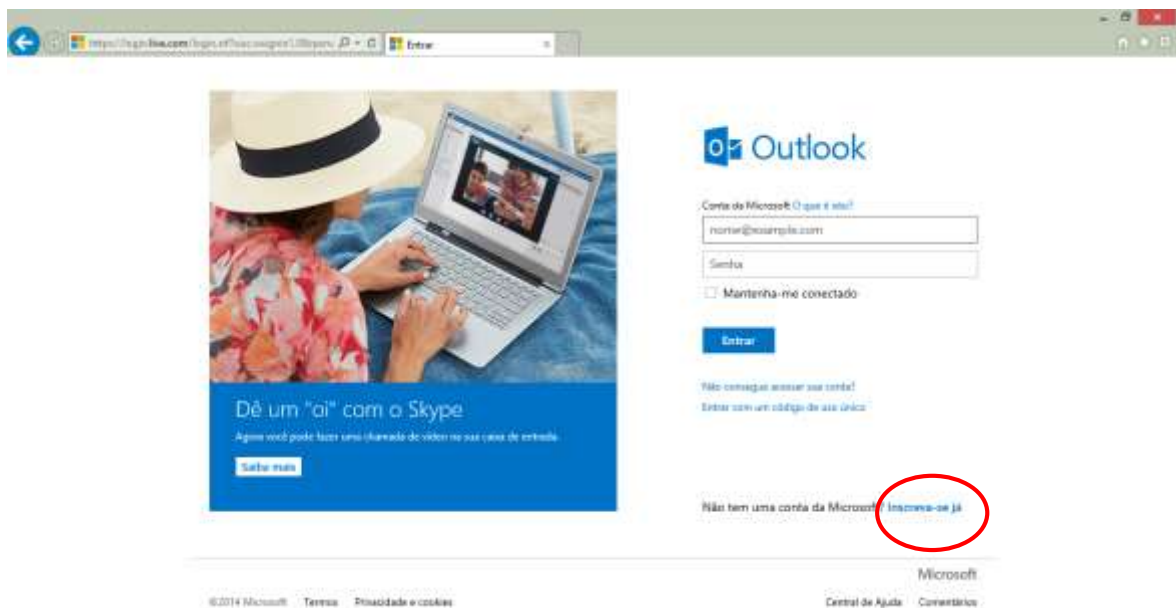 Entrar
Outlook
Conta da Microsoft O que é isto?
nome@example.com
Senha
Mantenha-me conectado
Entrar
Não consegue acessar sua conta?
Entrar com um código de uso único
Dê um "oi" com o Skype
Agora você pode fazer uma chamada de vídeo na sua caixa de entrada.
Saiba mais
Não tem uma conta da Microsoft? Inscreva-se já
Microsoft
©2014 Microsoft Termos Privacidade e cookies Central de Ajuda Comentários